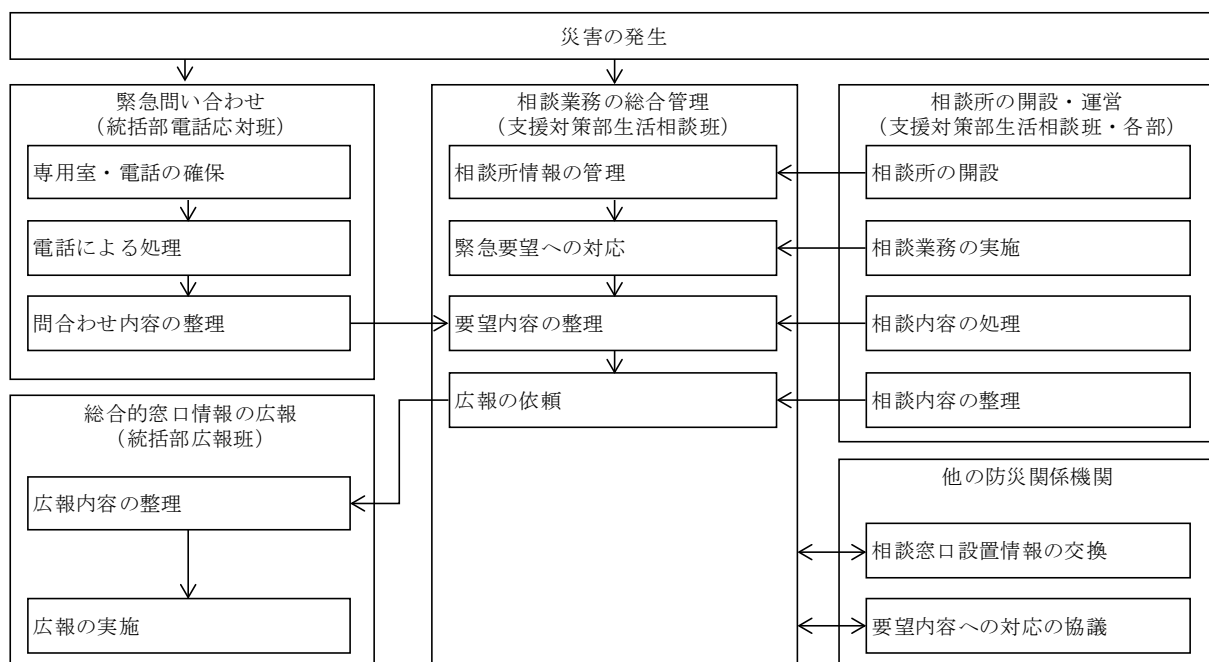 災害の発生
緊急問い合わせ
（統括部電話応対班）
専用室・電話の確保
電話による処理
問合わせ内容の整理
総合的窓口情報の広報
（統括部広報班）
広報内容の整理
広報の実施
相談業務の総合管理
（支援対策部生活相談班）
相談所情報の管理
緊急要望への対応
要望内容の整理
広報の依頼
相談所の開設・運営
（支援対策部生活相談班・各部）
相談所の開設
相談業務の実施
相談内容の処理
相談内容の整理
他の防災関係機関
相談窓口設置情報の交換
要望内容への対応の協議